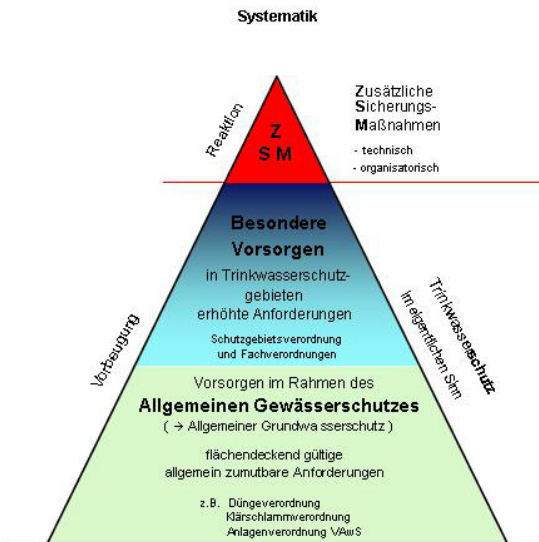 Systematik
Reaktion
Z
S M
Zusätzliche
Sicherungs-
Maßnahmen
- technisch
- organisatorisch
Besondere
Vorsorgen
in Trinkwasserschutz-
gebieten
erhöhte Anforderungen
Schutzgebietsverordnung
und Fachverordnungen
Vorbeugung
Trinkwasserschutz
im eigentlichen Sinn
Vorsorgen im Rahmen des
Allgemeinen Gewässerschutzes
( → Allgemeiner Grundwasserschutz )
flächendeckend gültige
allgemein zumutbare Anforderungen
z.B. Düngeverordnung
Klärschlammverordnung
Anlagenverordnung VAwS